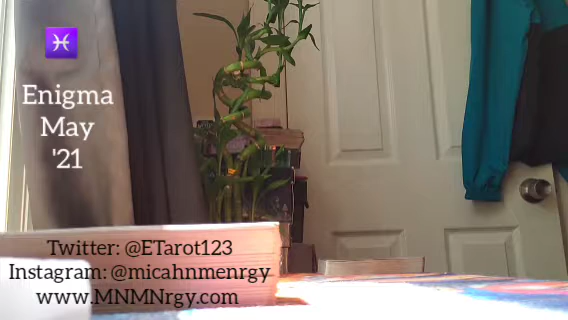 ♓
Enigma
May
'21
Twitter: @ETarot123
Instagram: @micahnmenrgy
www.MNMNrgy.com